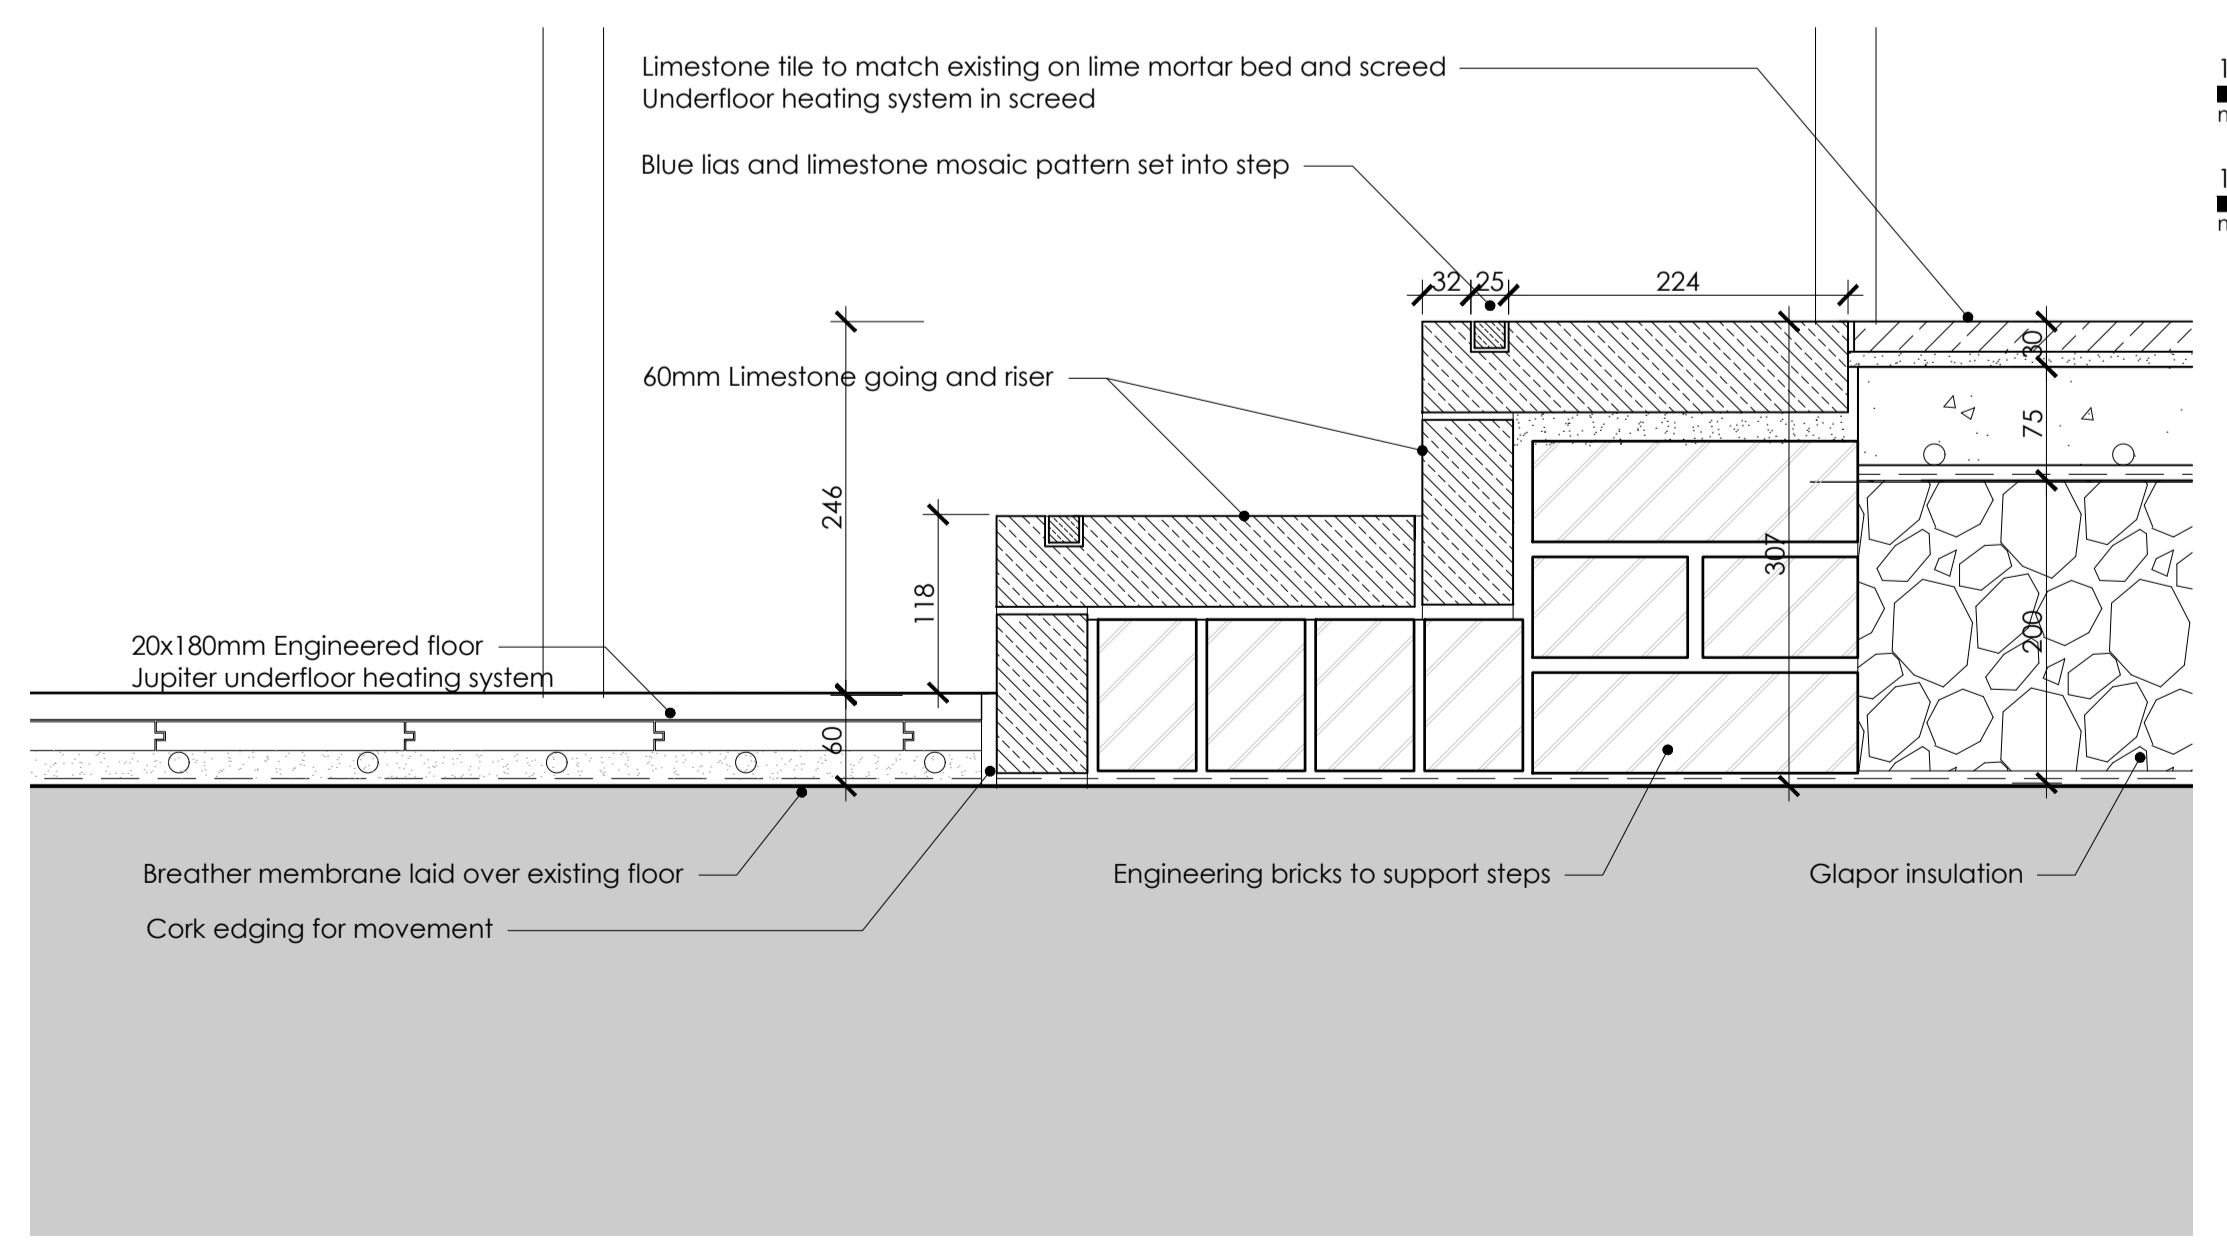 Limestone tile to match existing on lime mortar bed and screed
Underfloor heating system in screed
Blue lias and limestone mosaic pattern set into step
32 25 224
60mm Limestone going and riser
30
75
246
307
118
200
20x180mm Engineered floor
Jupiter underfloor heating system
60
Breather membrane laid over existing floor
Engineering bricks to support steps
Glapor insulation
Cork edging for movement